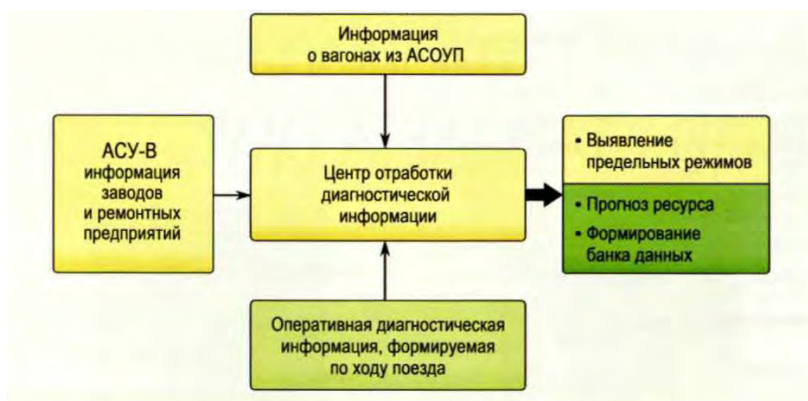 Информация
о вагонах из АСОУП
АСУ-В
информация
заводов
и ремонтных
предприятий
Центр отработки
диагностической
информации
• Выявление
предельных режимов
• Прогноз ресурса
• Формирование
банка данных
Оперативная диагностическая
информация, формируемая
по ходу поезда